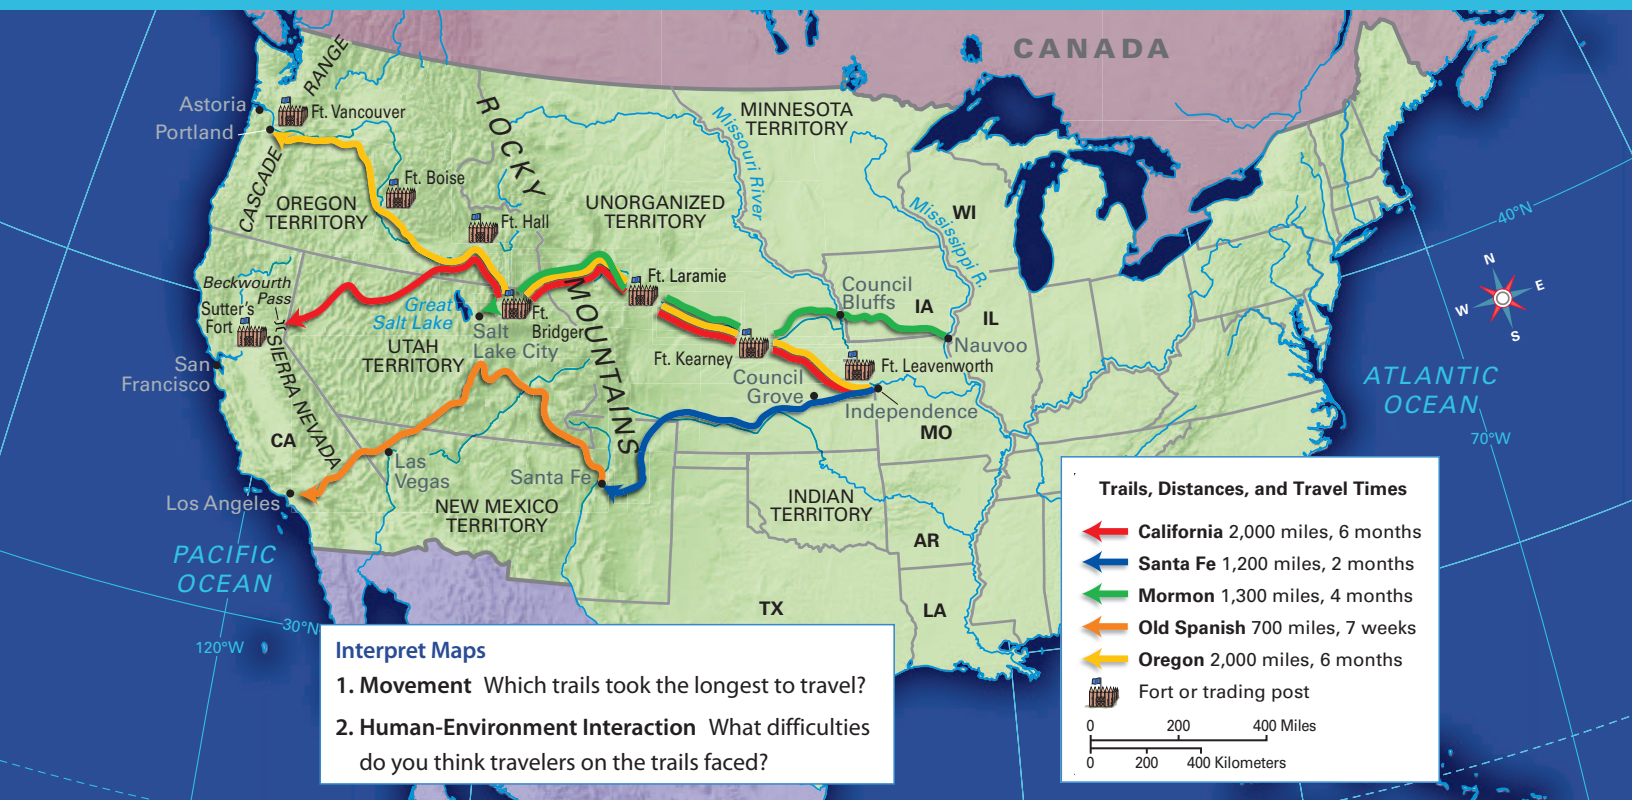 CANADA
CASCADE
RANGE
Astoria
Portland
Ft. Vancouver
ROCKY
MOUNTAINS
MINNESOTA
TERRITORY
Missouri River
Mississippi R.
WI
Ft. Boise
OREGON
TERRITORY
Ft. Hall
UNORGANIZED
TERRITORY
40°N
N
E
W
S
Beckwourth
Pass
Sutter's
Fort
Great
Salt Lake
Ft.
Bridger
Ft. Laramie
Council
Bluffs
IA
IL
Nauvoo
Salt
Lake City
UTAH
TERRITORY
SIERRA NEVADA
San
Francisco
Ft. Kearney
Ft. Leavenworth
Council
Grove
Independence
MO
ATLANTIC
OCEAN
70°W
CA
Las
Vegas
Santa Fe
Los Angeles
NEW MEXICO
TERRITORY
INDIAN
TERRITORY
AR
PACIFIC
OCEAN
TX
LA
30°N
120°W
Trails, Distances, and Travel Times
California 2,000 miles, 6 months
Santa Fe 1,200 miles, 2 months
Mormon 1,300 miles, 4 months
Old Spanish 700 miles, 7 weeks
Oregon 2,000 miles, 6 months
Fort or trading post
0 200 400 Miles
0 200 400 Kilometers
Interpret Maps
1. Movement Which trails took the longest to travel?
2. Human-Environment Interaction What difficulties
do you think travelers on the trails faced?